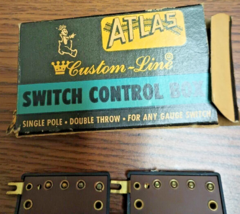 ATLAS
Custom-Line
SWITCH CONTROL BOX
SINGLE POLE • DOUBLE THROW • FOR ANY GAUGE SWITCH